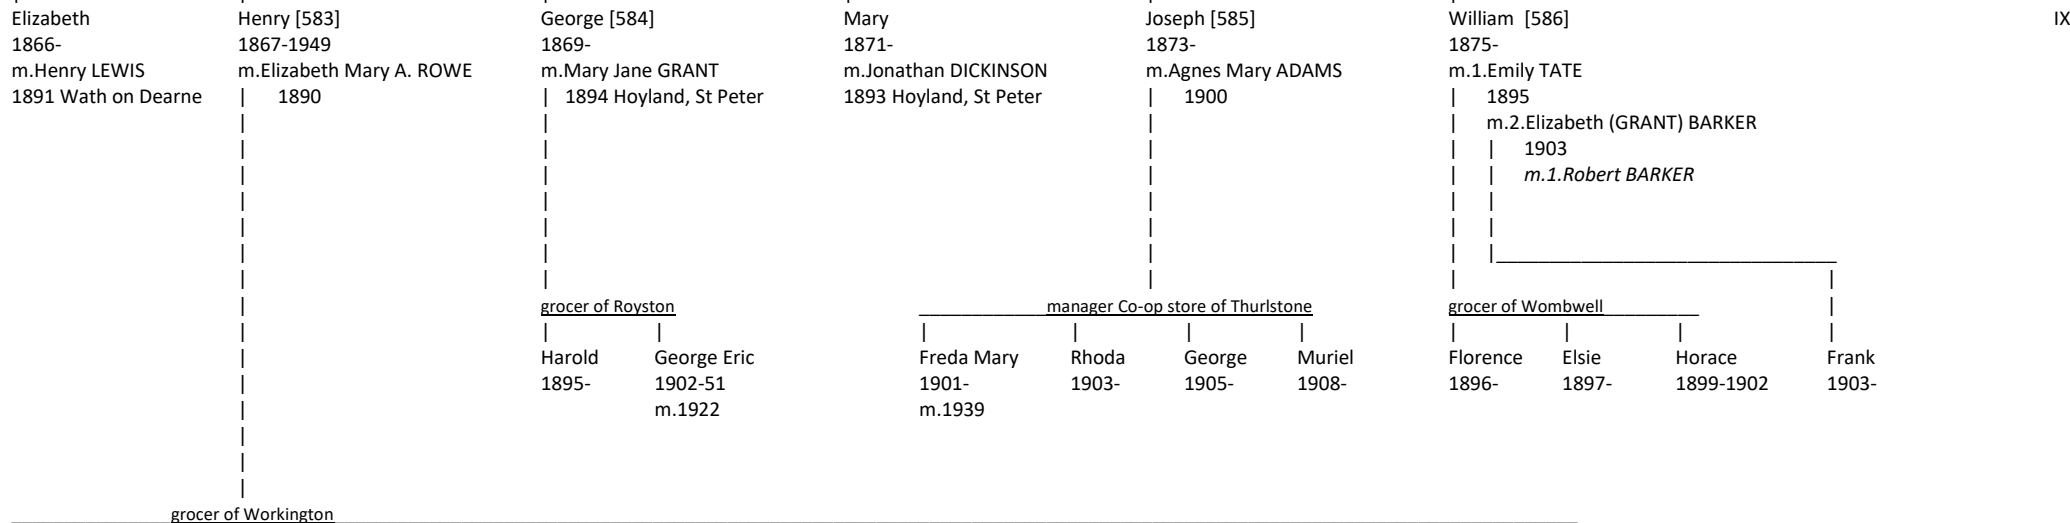 Elizabeth Henry [583] George [584] Mary Joseph [585] William [586] IX
1866- 1867-1949 1869- 1871- 1873- 1875-
m.Henry LEWIS m.Elizabeth Mary A. ROWE m.Mary Jane GRANT m.Jonathan DICKINSON m.Agnes Mary ADAMS m.1.Emily TATE
1891 Wath on Dearne 1890 1894 Hoyland, St Peter 1893 Hoyland, St Peter 1900 1895
m.2.Elizabeth (GRANT) BARKER
1903
m.1.Robert BARKER
grocer of Royston manager Co-op store of Thurlstone grocer of Wombwell
Harold George Eric Freda Mary Rhoda George Muriel Florence Elsie Horace Frank
1895- 1902-51 1901- 1903- 1905- 1908- 1896- 1897- 1899-1902 1903-
m.1922 m.1939
grocer of Workington